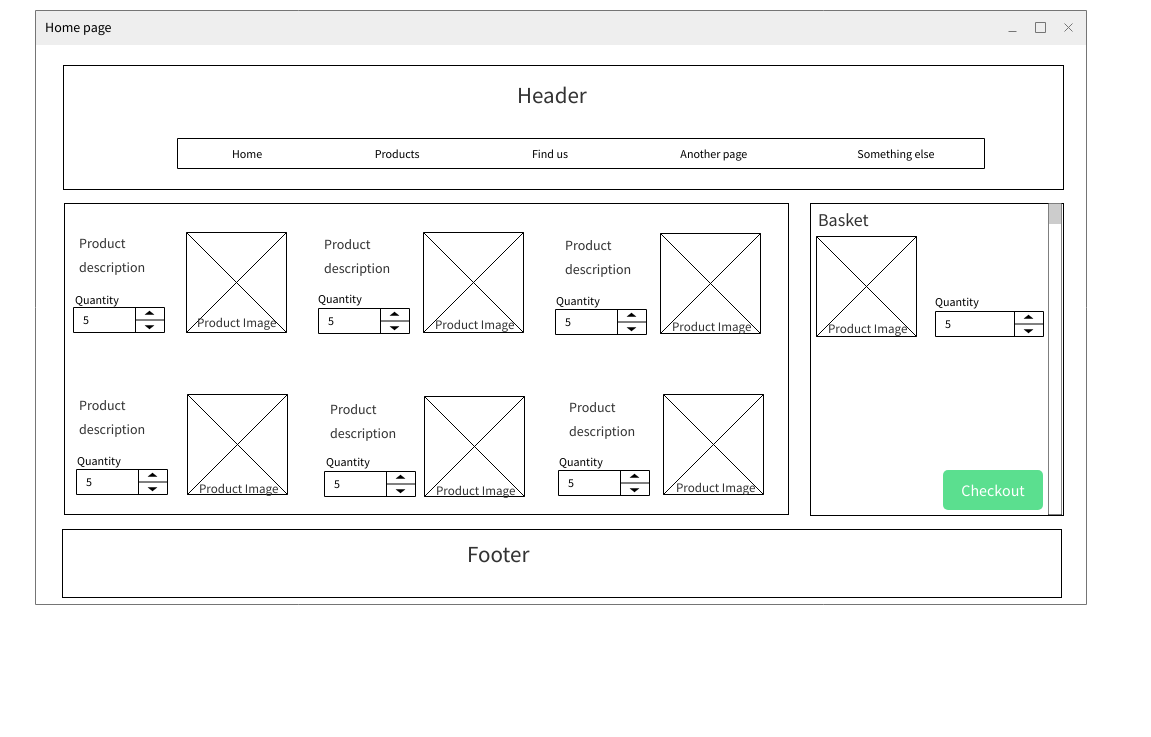 Home page
Header
Home Products Find us Another page Something else
Product
description
Quantity
5
Product Image
Product
description
Quantity
5
Product Image
Product
description
Quantity
5
Product Image
Product
description
Quantity
5
Product Image
Product
description
Quantity
5
Product Image
Product
description
Quantity
5
Product Image
Basket
Product Image
Quantity
5
Checkout
Footer